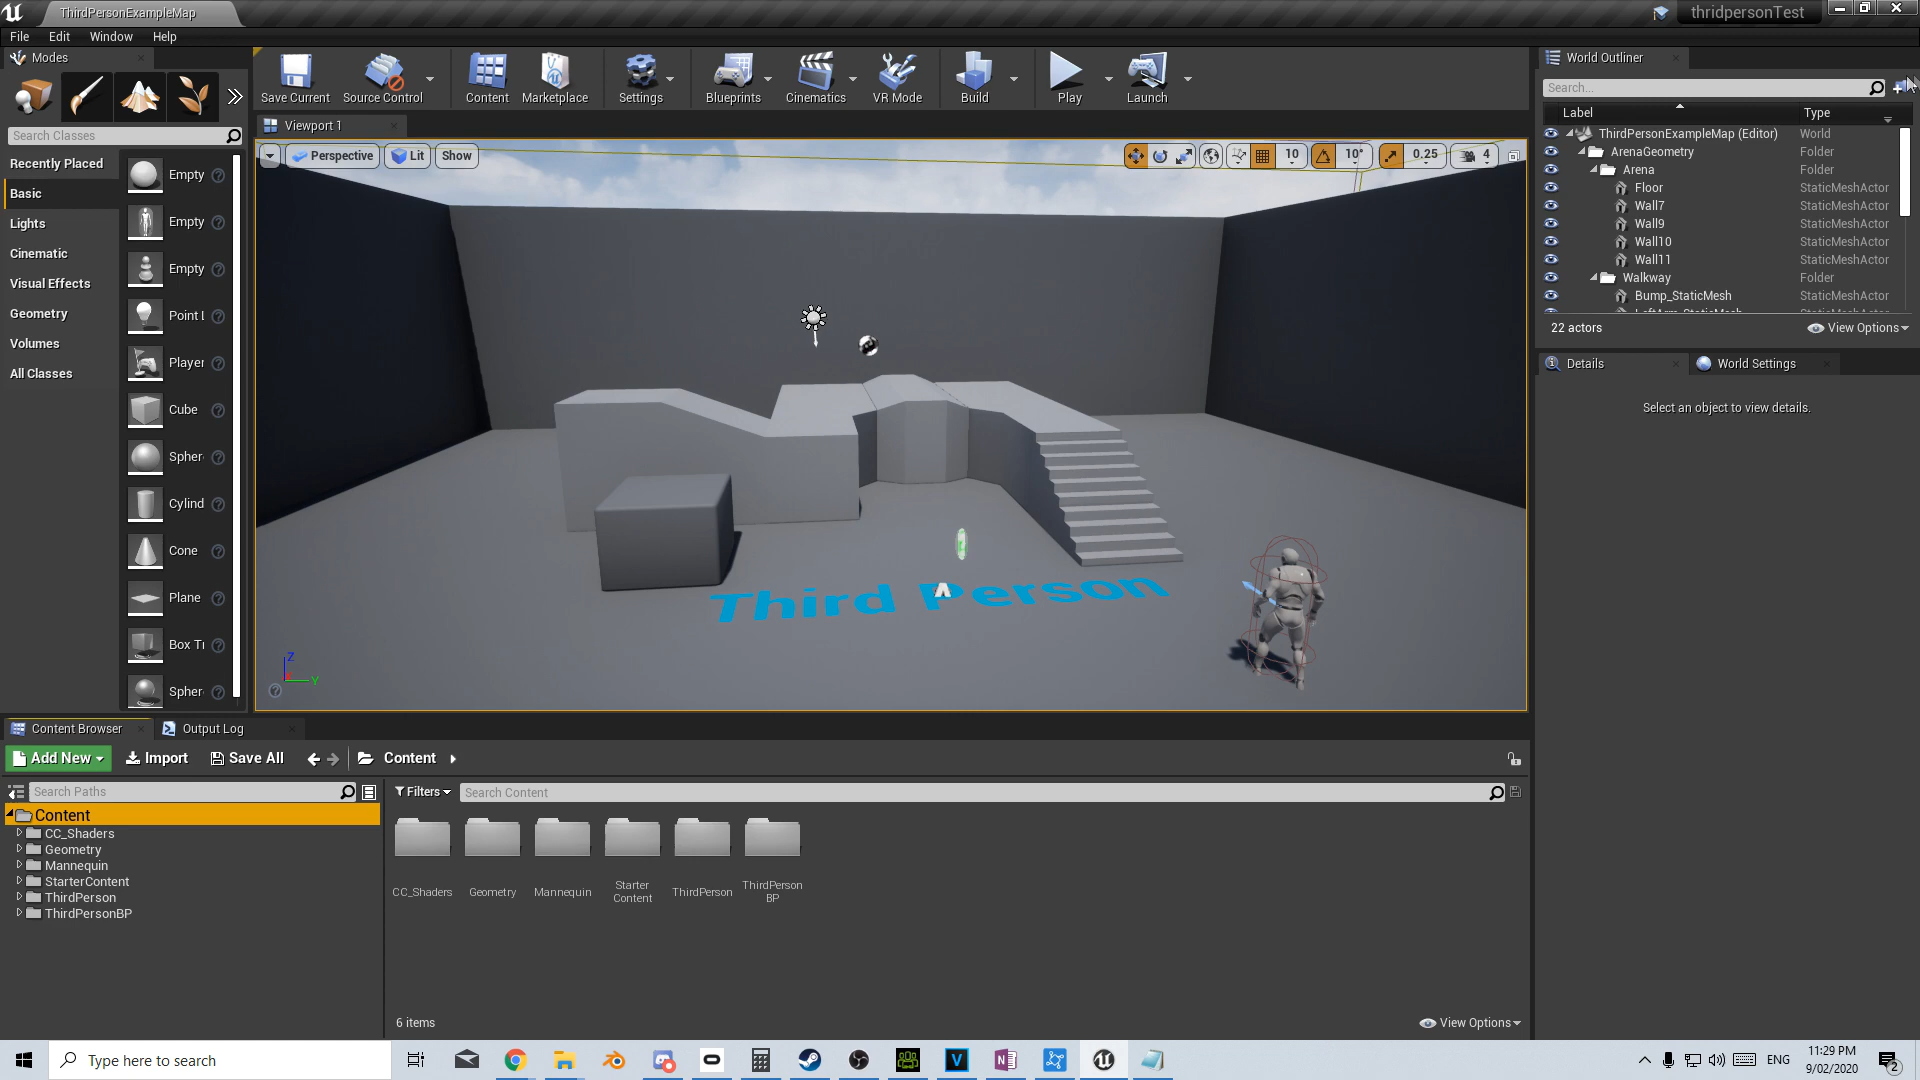 ThirdPersonExampleMap
thridpersonTest
File Edit Window Help
Modes
Search Classes
Recently Placed
Basic
Lights
Cinematic
Visual Effects
Geometry
Volumes
All Classes
Empty
Empty
Empty
Point L
Player
Cube
Spher
Cylind
Cone
Plane
Box Tr
Spher
Save Current
Source Control
Content
Marketplace
Settings
Blueprints
Cinematics
VR Mode
Build
Play
Launch
Viewport 1
Perspective Lit Show
10 10° 0.25 4
Third Person
Z
Y
World Outliner
Search...
Label Type
ThirdPersonExampleMap (Editor) World
ArenaGeometry Folder
Arena Folder
Floor StaticMeshActor
Wall7 StaticMeshActor
Wall9 StaticMeshActor
Wall10 StaticMeshActor
Wall11 StaticMeshActor
Walkway Folder
Bump_StaticMesh StaticMeshActor
22 actors View Options
Details World Settings
Select an object to view details.
Content Browser Output Log
Add New Import Save All Content
Search Paths
Content
CC_Shaders
Geometry
Mannequin
StarterContent
ThirdPerson
ThirdPersonBP
Filters Search Content
CC_Shaders
Geometry
Mannequin
Starter
Content
ThirdPerson
ThirdPerson
BP
6 items View Options
Type here to search
ENG
11:29 PM
9/02/2020
2